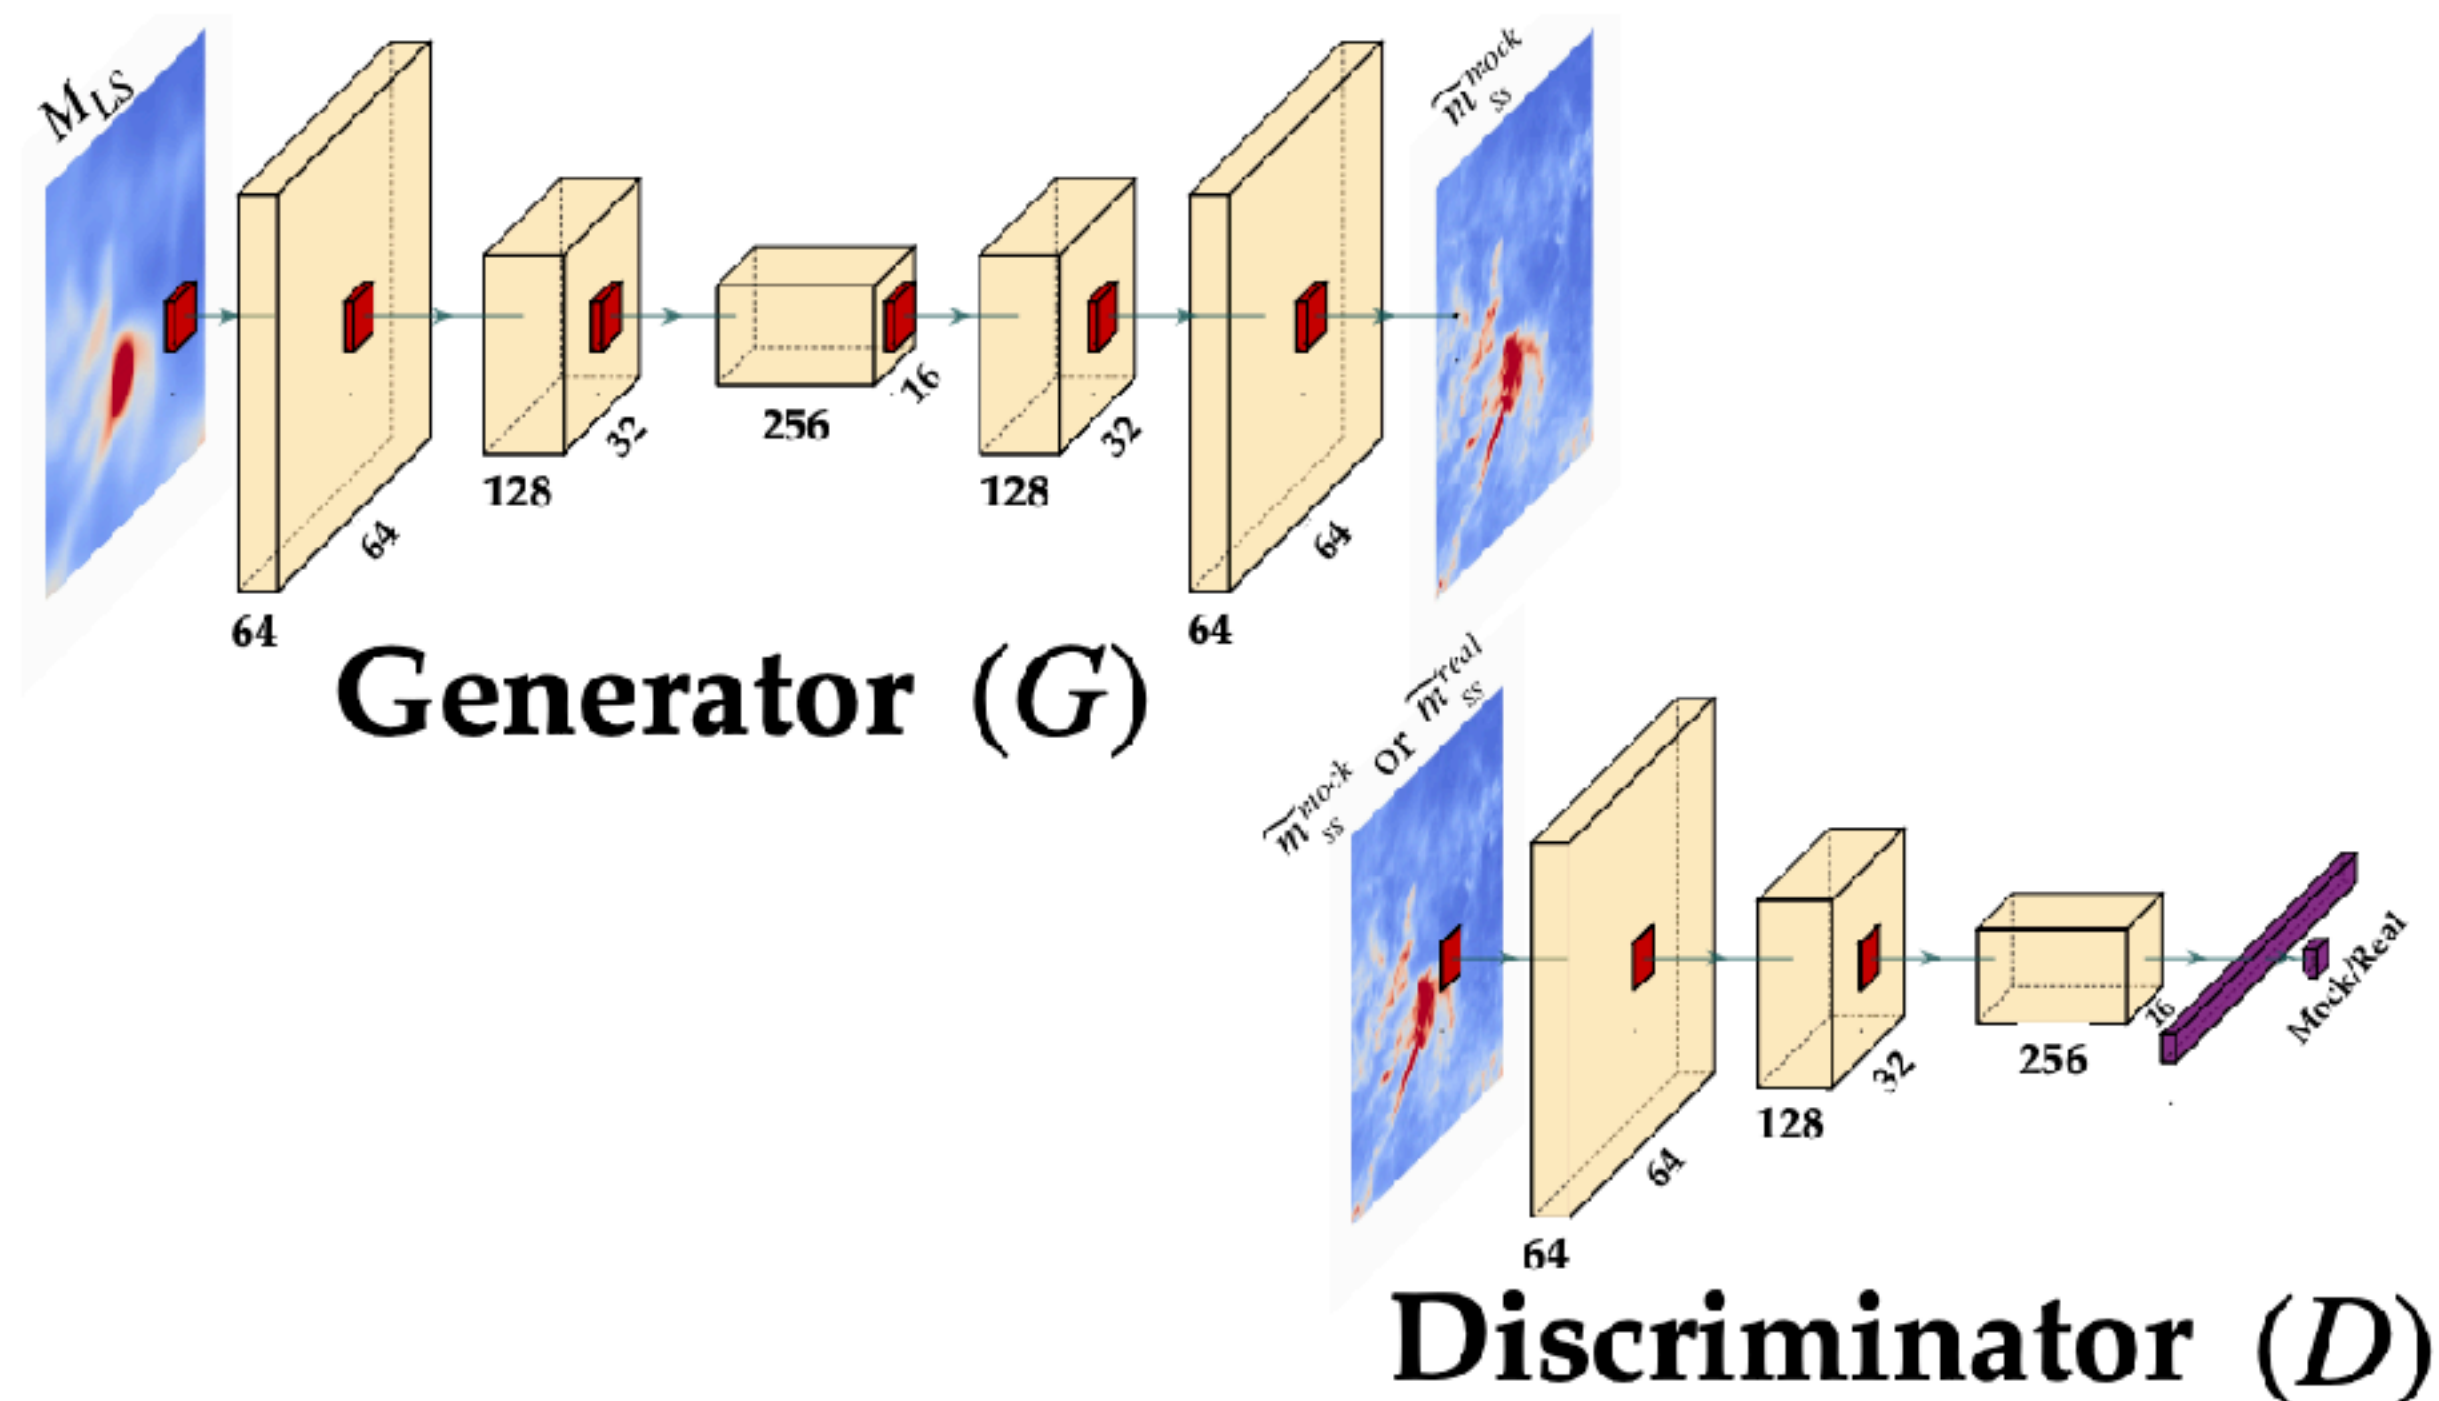 M_LS
64
64
128
32
256
16
128
32
64
64
m̃_ss^mock
Generator (G)
m̃_ss^mock or m̃_ss^real
64
64
128
32
256
16
Mock/Real
Discriminator (D)